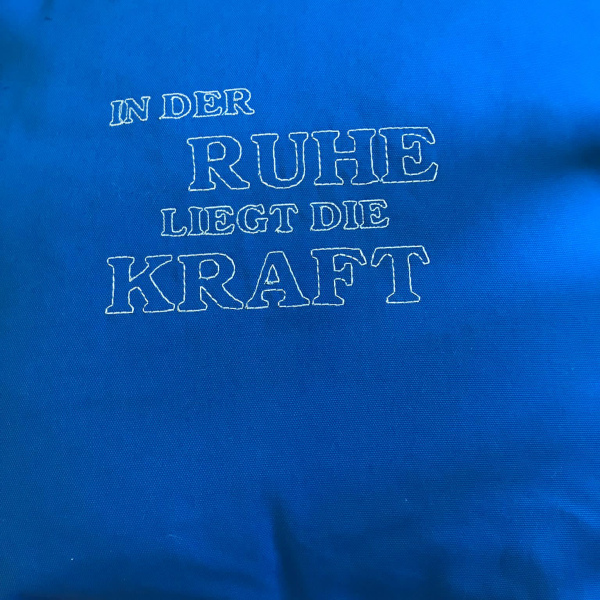 IN DER
RUHE
LIEGT DIE
KRAFT